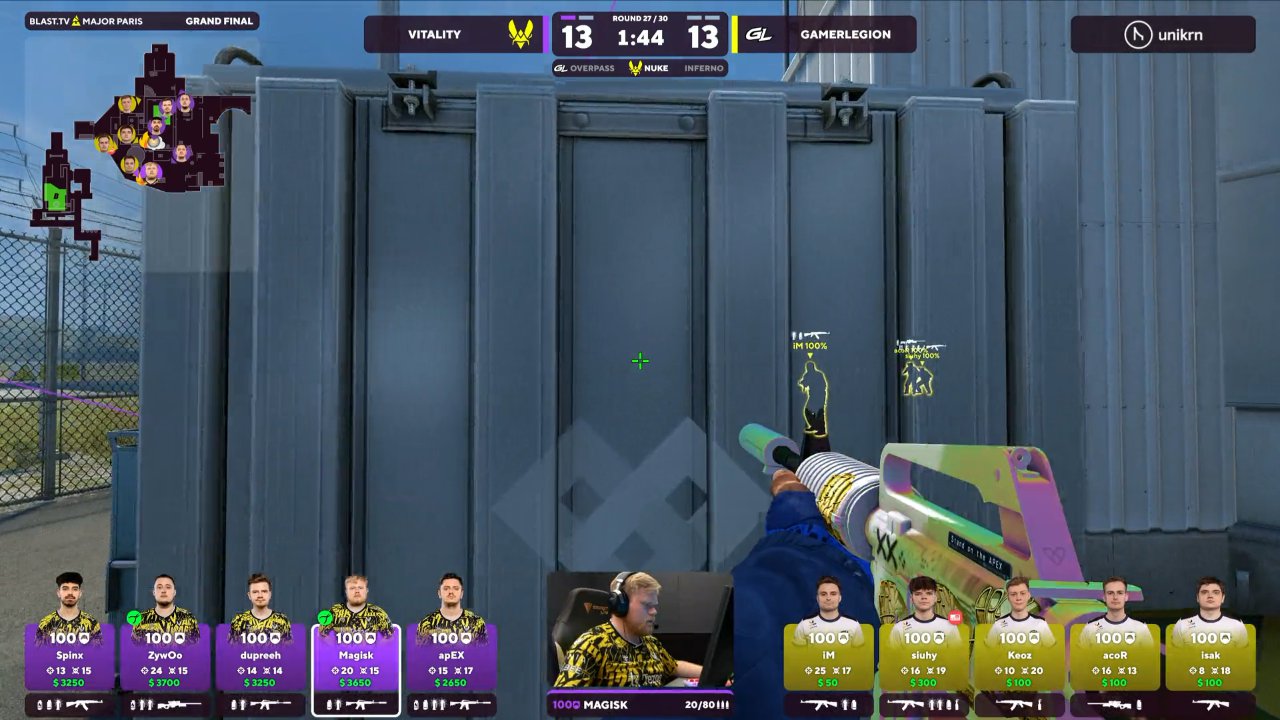 BLAST.TV MAJOR PARIS GRAND FINAL
VITALITY
13
ROUND 27 / 30
1:44
13
GL
GAMERLEGION
unikrn
GL OVERPASS NUKE INFERNO
iM 100%
siuhy 100%
XX
Stand on the APEX
100
Spinx
13 15
$3250
100
ZywOo
24 15
$3700
100
dupreeh
14 14
$3250
100
Magisk
20 15
$3650
100
apEX
15 17
$2650
100 MAGISK 20/80
100
iM
25 17
$50
100
siuhy
16 19
$300
100
Keoz
10 20
$100
100
acoR
16 13
$100
100
isak
8 18
$100